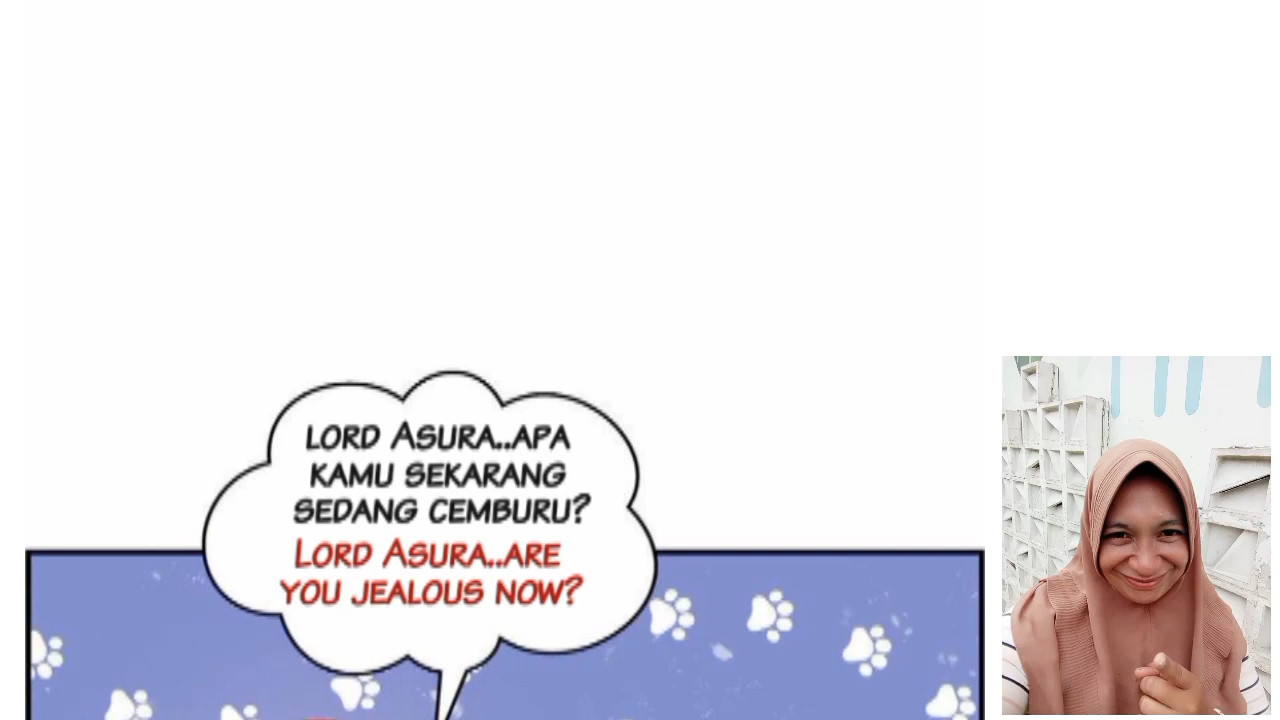 LORD ASURA..APA
KAMU SEKARANG
SEDANG CEMBURU?
LORD ASURA..ARE
YOU JEALOUS NOW?